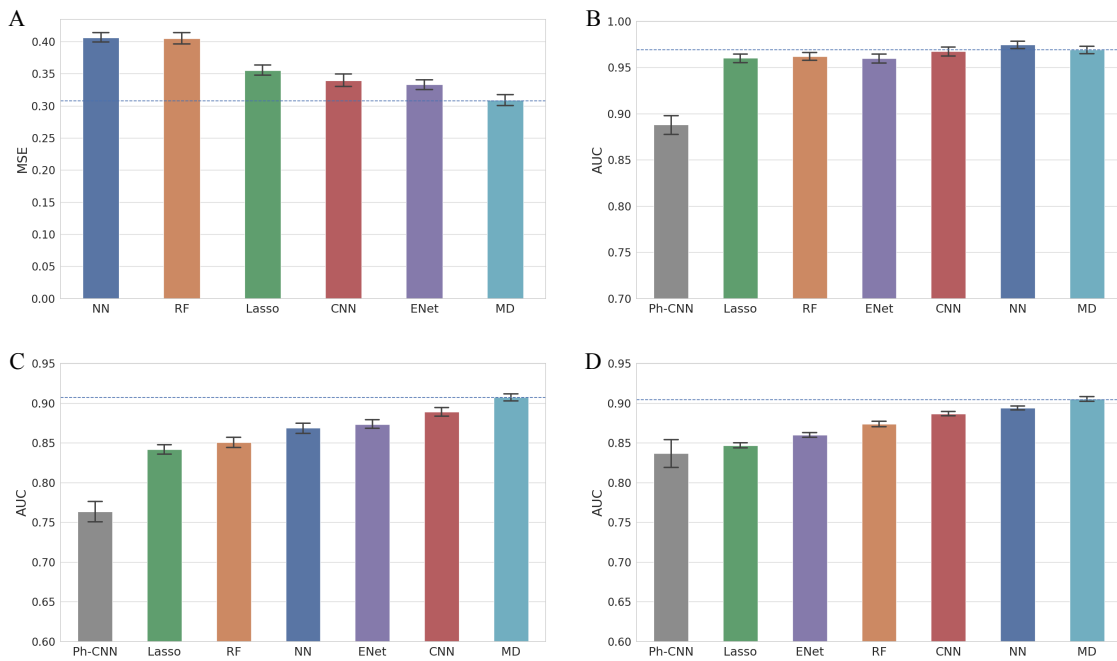 A
MSE
0.40
0.35
0.30
0.25
0.20
0.15
0.10
0.05
0.00
NN RF Lasso CNN ENet MD
B
AUC
1.00
0.95
0.90
0.85
0.80
0.75
0.70
Ph-CNN Lasso RF ENet CNN NN MD
C
AUC
0.95
0.90
0.85
0.80
0.75
0.70
0.65
0.60
Ph-CNN Lasso RF NN ENet CNN MD
D
AUC
0.95
0.90
0.85
0.80
0.75
0.70
0.65
0.60
Ph-CNN Lasso ENet RF CNN NN MD